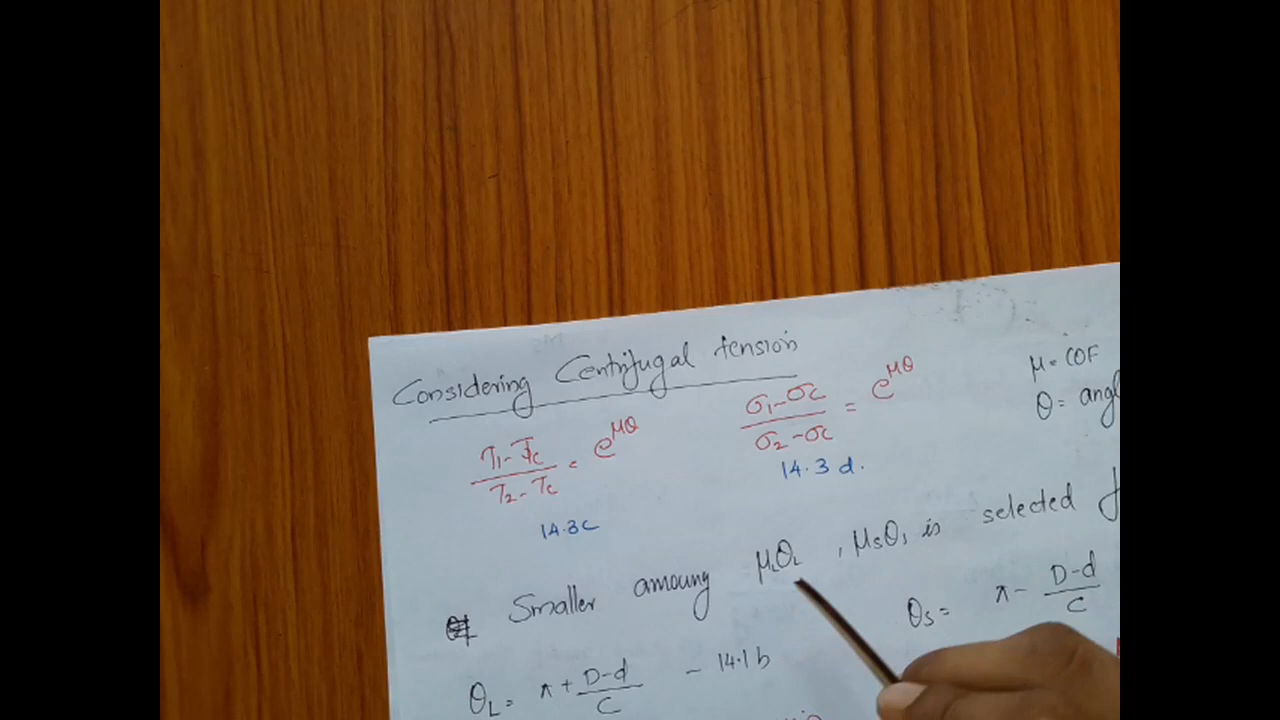 Considering Centrifugal tension
T1-Tc / T2-Tc = e^μθ
σ1-σc / σ2-σc = e^μθ
μ = COF
θ = angl
14.3c
14.3 d.
Smaller amoung μLθL , μsθs is selected f
θL = π + D-d / C - 14.1 b
θs = π - D-d / C